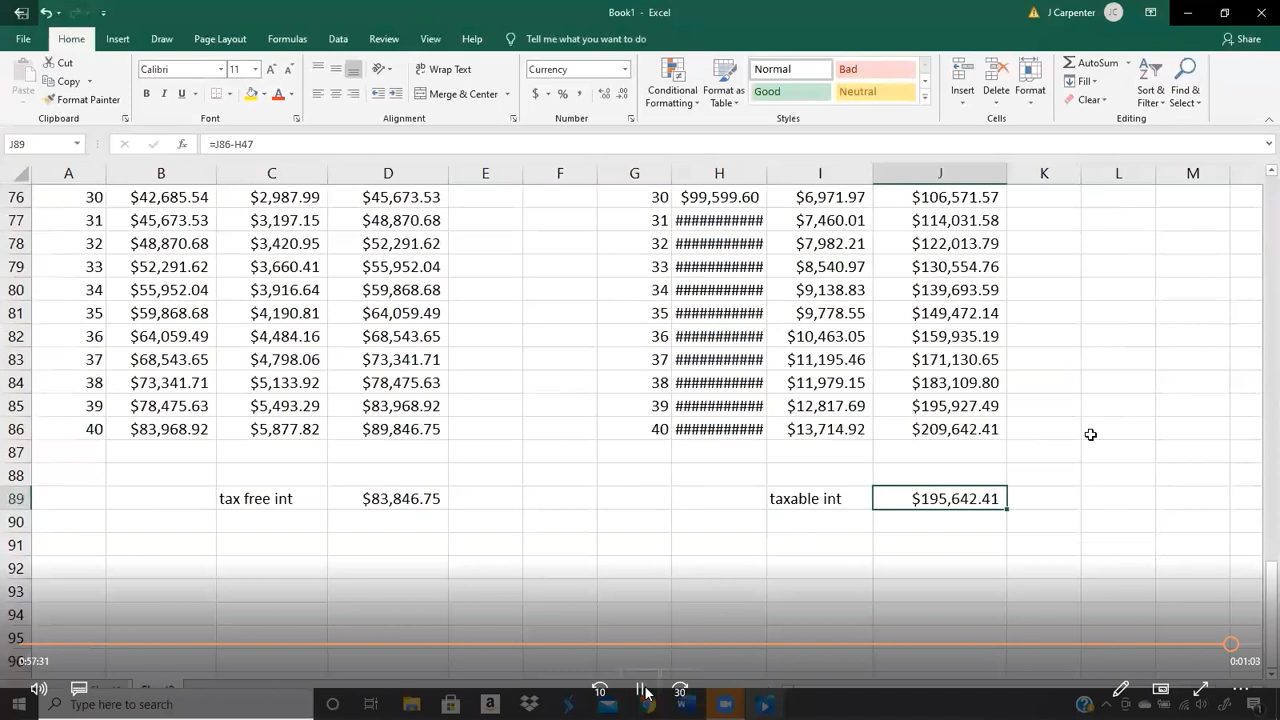 Book1 - Excel
J Carpenter JC
File Home Insert Draw Page Layout Formulas Data Review View Help Tell me what you want to do Share
Cut
Copy
Format Painter
Paste
Clipboard
Calibri 11
B I U
Font
Wrap Text
Merge & Center
Alignment
Currency
$ % ,
Number
Conditional Formatting
Format as Table
Normal Bad
Good Neutral
Styles
Insert Delete Format
Cells
AutoSum
Fill
Clear
Sort & Filter
Find & Select
Editing
J89 fx =J86-H47
A B C D E F G H I J K L M
76 30 $42,685.54 $2,987.99 $45,673.53 30 $99,599.60 $6,971.97 $106,571.57
77 31 $45,673.53 $3,197.15 $48,870.68 31 ########### $7,460.01 $114,031.58
78 32 $48,870.68 $3,420.95 $52,291.62 32 ########### $7,982.21 $122,013.79
79 33 $52,291.62 $3,660.41 $55,952.04 33 ########### $8,540.97 $130,554.76
80 34 $55,952.04 $3,916.64 $59,868.68 34 ########### $9,138.83 $139,693.59
81 35 $59,868.68 $4,190.81 $64,059.49 35 ########### $9,778.55 $149,472.14
82 36 $64,059.49 $4,484.16 $68,543.65 36 ########### $10,463.05 $159,935.19
83 37 $68,543.65 $4,798.06 $73,341.71 37 ########### $11,195.46 $171,130.65
84 38 $73,341.71 $5,133.92 $78,475.63 38 ########### $11,979.15 $183,109.80
85 39 $78,475.63 $5,493.29 $83,968.92 39 ########### $12,817.69 $195,927.49
86 40 $83,968.92 $5,877.82 $89,846.75 40 ########### $13,714.92 $209,642.41
87
88
89 tax free int $83,846.75 taxable int $195,642.41
90
91
92
93
94
95
0:57:31 0:01:03
10 30
Type here to search